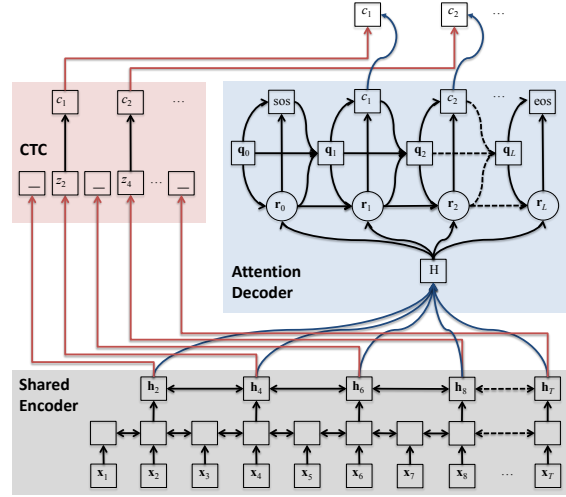 c1 c2 ...
c1 c2 ...
CTC
_ z2 _ z4 ... _
sos c1 c2 ... eos
q0 q1 q2 qL
r0 r1 r2 rL
H
Attention
Decoder
Shared
Encoder
h2 h4 h6 h8 hT
x1 x2 x3 x4 x5 x6 x7 x8 ... xT